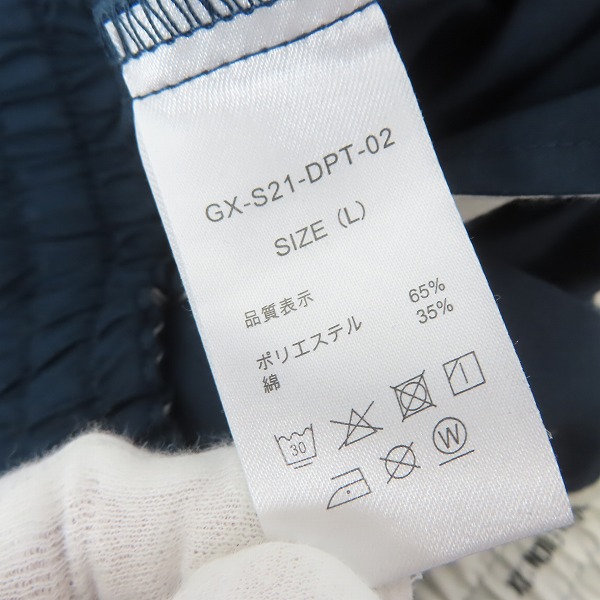 GX-S21-DPT-02
SIZE (L)
品質表示
ポリエステル 65%
綿 35%
30
W